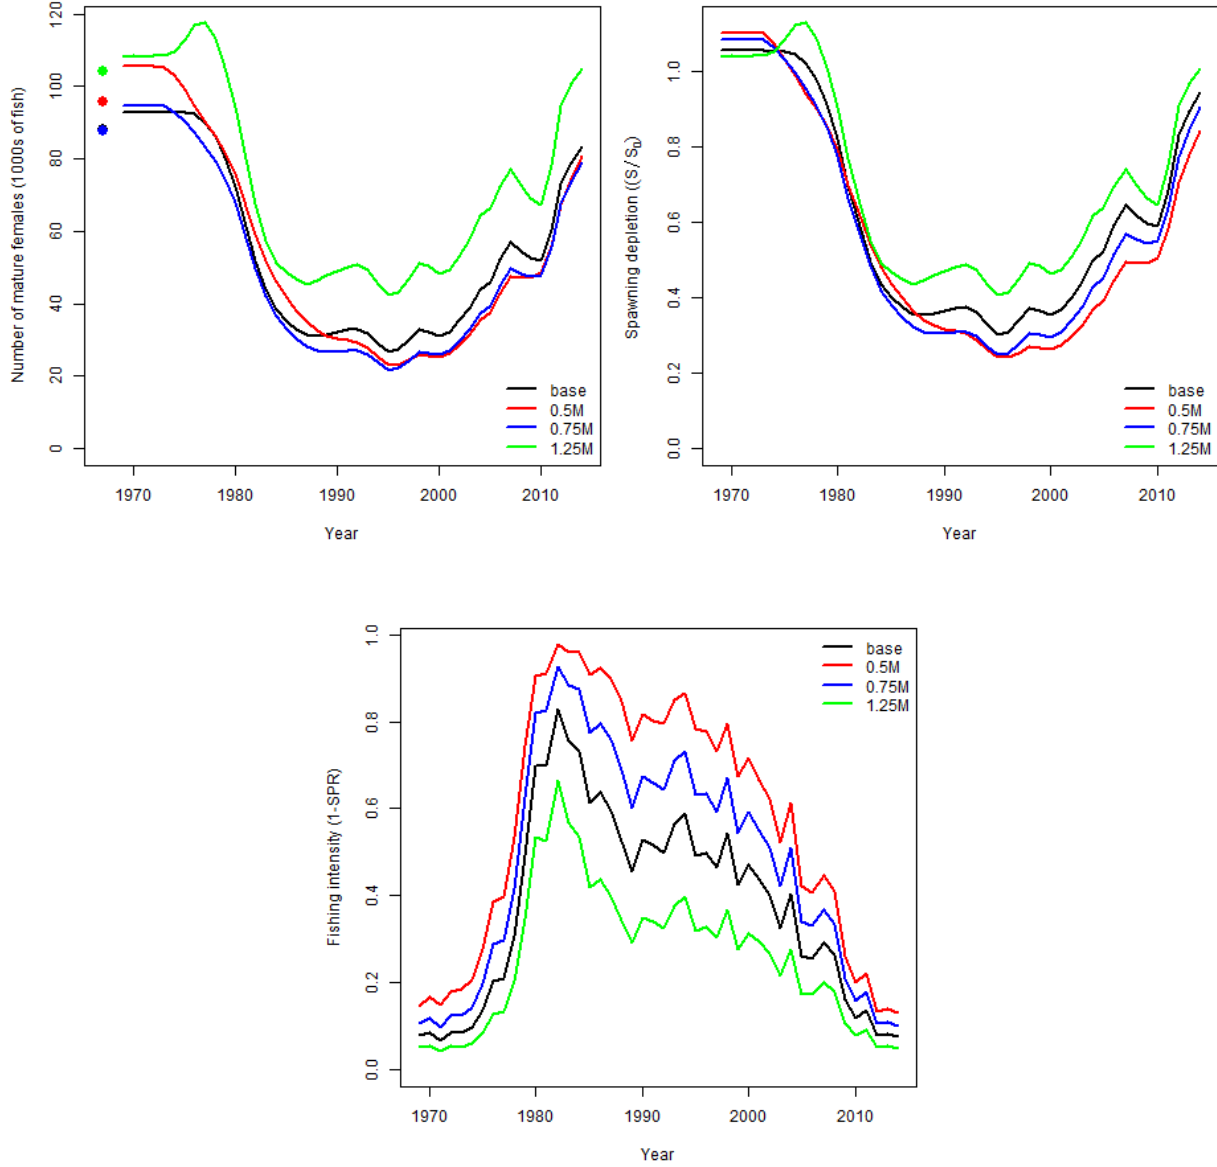 Number of mature females (1000s of fish)
120
100
80
60
40
20
0
base
0.5M
0.75M
1.25M
1970 1980 1990 2000 2010
Year
Spawning depletion ((S/S0)
1.0
0.8
0.6
0.4
0.2
0.0
base
0.5M
0.75M
1.25M
1970 1980 1990 2000 2010
Year
Fishing intensity (1-SPR)
1.0
0.8
0.6
0.4
0.2
0.0
base
0.5M
0.75M
1.25M
1970 1980 1990 2000 2010
Year